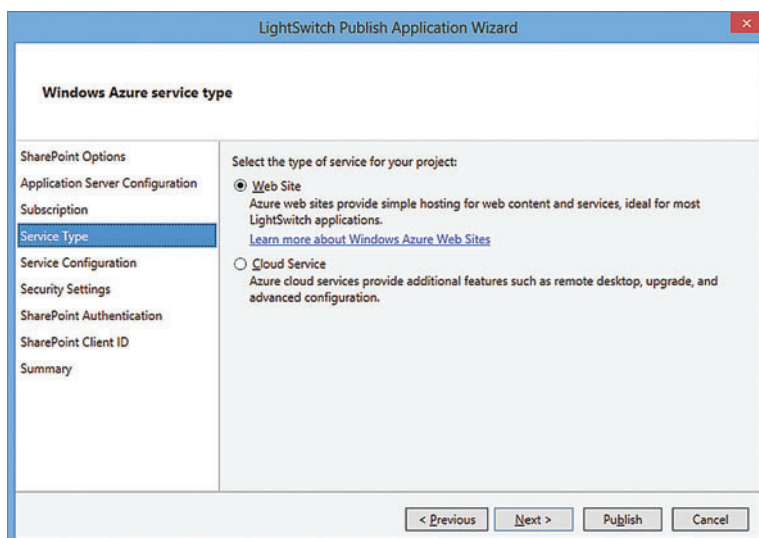 LightSwitch Publish Application Wizard
Windows Azure service type
SharePoint Options
Application Server Configuration
Subscription
Service Type
Service Configuration
Security Settings
SharePoint Authentication
SharePoint Client ID
Summary
Select the type of service for your project:
Web Site
Azure web sites provide simple hosting for web content and services, ideal for most
LightSwitch applications.
Learn more about Windows Azure Web Sites
Cloud Service
Azure cloud services provide additional features such as remote desktop, upgrade, and
advanced configuration.
< Previous
Next >
Publish
Cancel